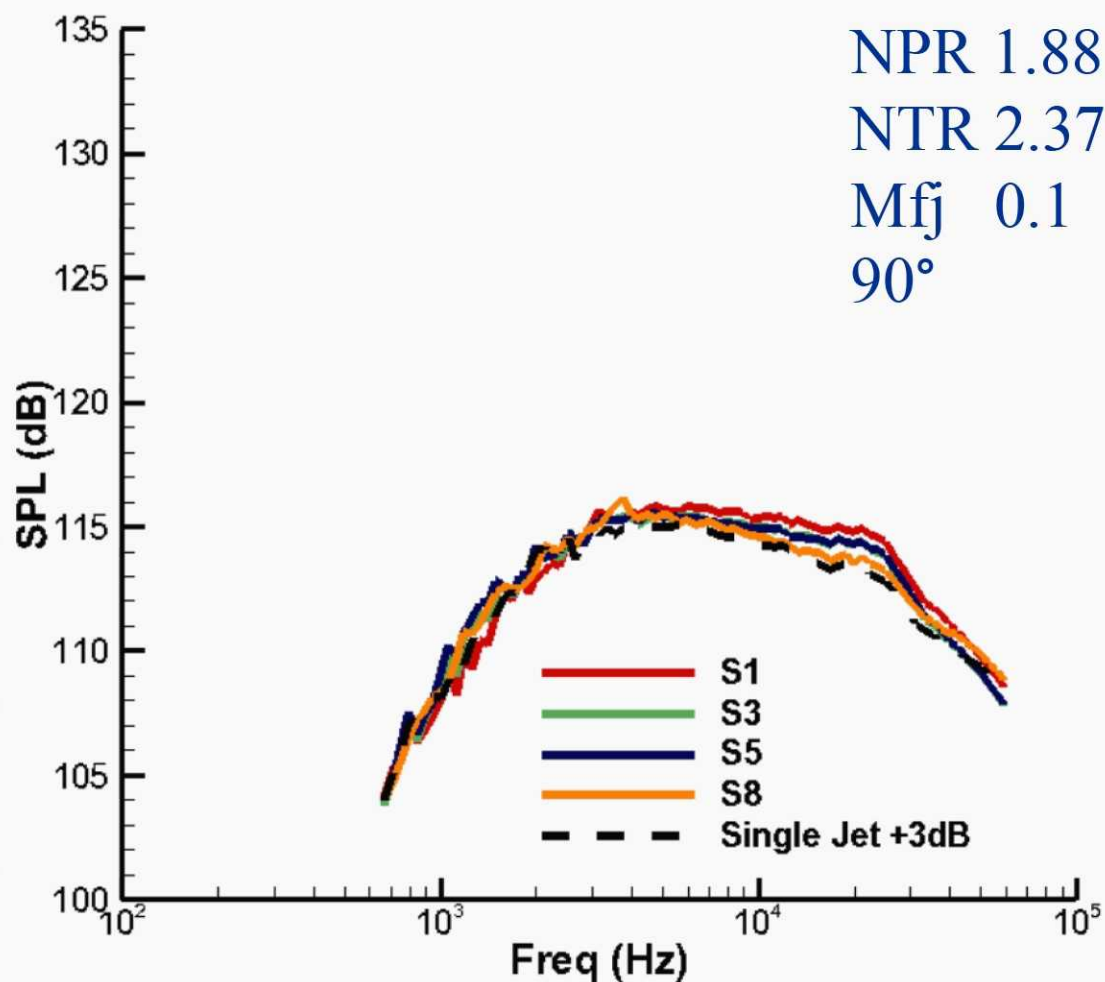 NPR 1.88
NTR 2.37
Mfj 0.1
90°
135
130
125
120
115
110
105
100
SPL (dB)
S1
S3
S5
S8
Single Jet +3dB
10²
10³
10⁴
10⁵
Freq (Hz)